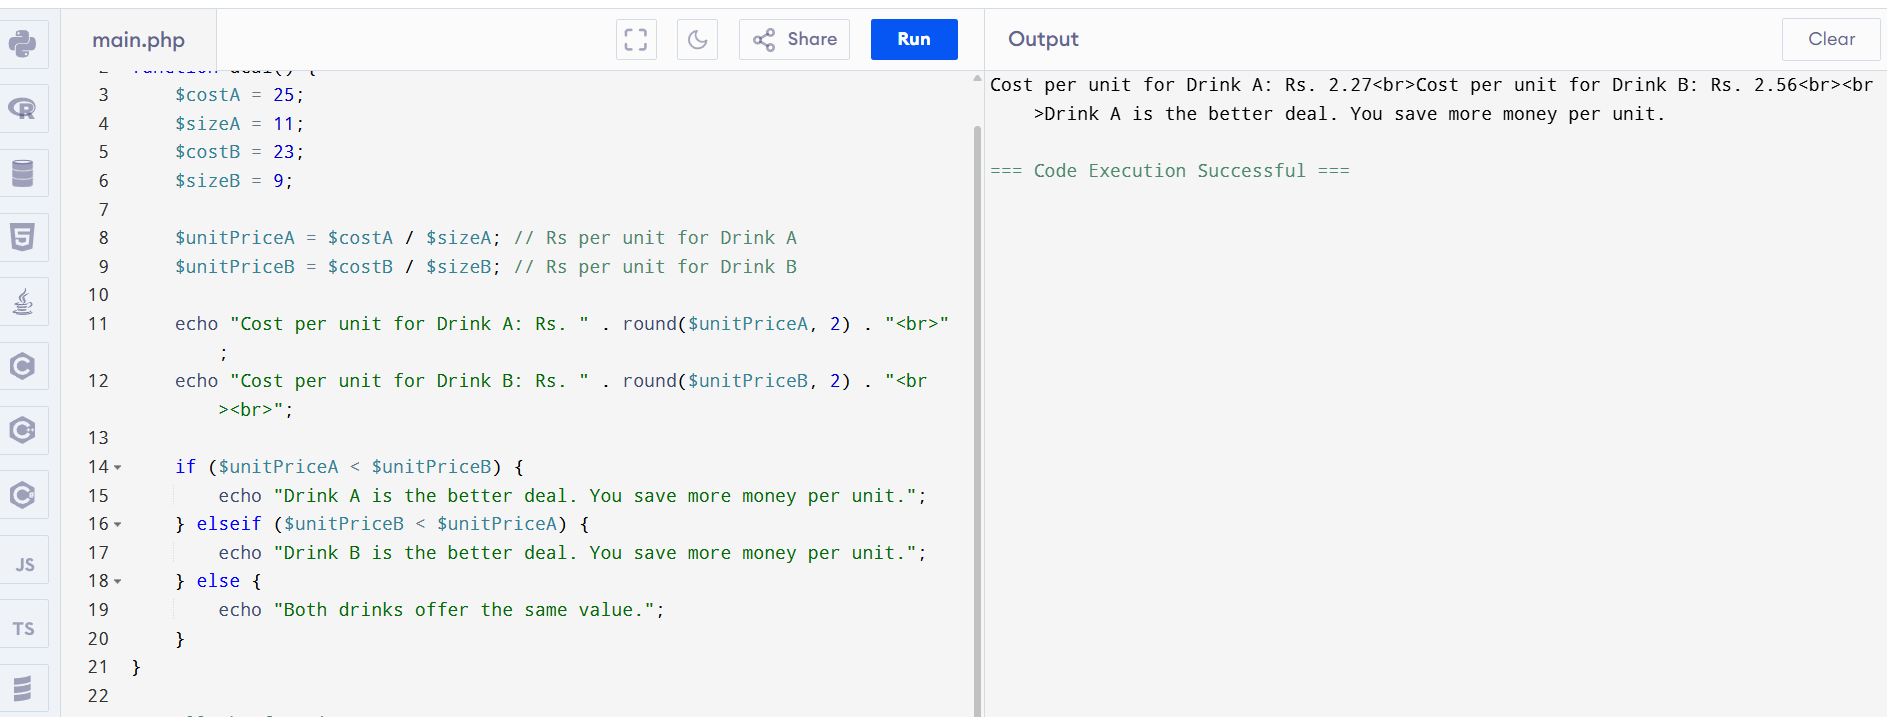 main.php
Share
Run
Output
Clear
2 function deal() {
3 $costA = 25;
4 $sizeA = 11;
5 $costB = 23;
6 $sizeB = 9;
7
8 $unitPriceA = $costA / $sizeA; // Rs per unit for Drink A
9 $unitPriceB = $costB / $sizeB; // Rs per unit for Drink B
10
11 echo "Cost per unit for Drink A: Rs. " . round($unitPriceA, 2) . "<br>"
;
12 echo "Cost per unit for Drink B: Rs. " . round($unitPriceB, 2) . "<br
><br>";
13
14 if ($unitPriceA < $unitPriceB) {
15 echo "Drink A is the better deal. You save more money per unit.";
16 } elseif ($unitPriceB < $unitPriceA) {
17 echo "Drink B is the better deal. You save more money per unit.";
18 } else {
19 echo "Both drinks offer the same value.";
20 }
21 }
22
Cost per unit for Drink A: Rs. 2.27<br>Cost per unit for Drink B: Rs. 2.56<br><br
>Drink A is the better deal. You save more money per unit.
=== Code Execution Successful ===
R
5
C
C
C
JS
TS